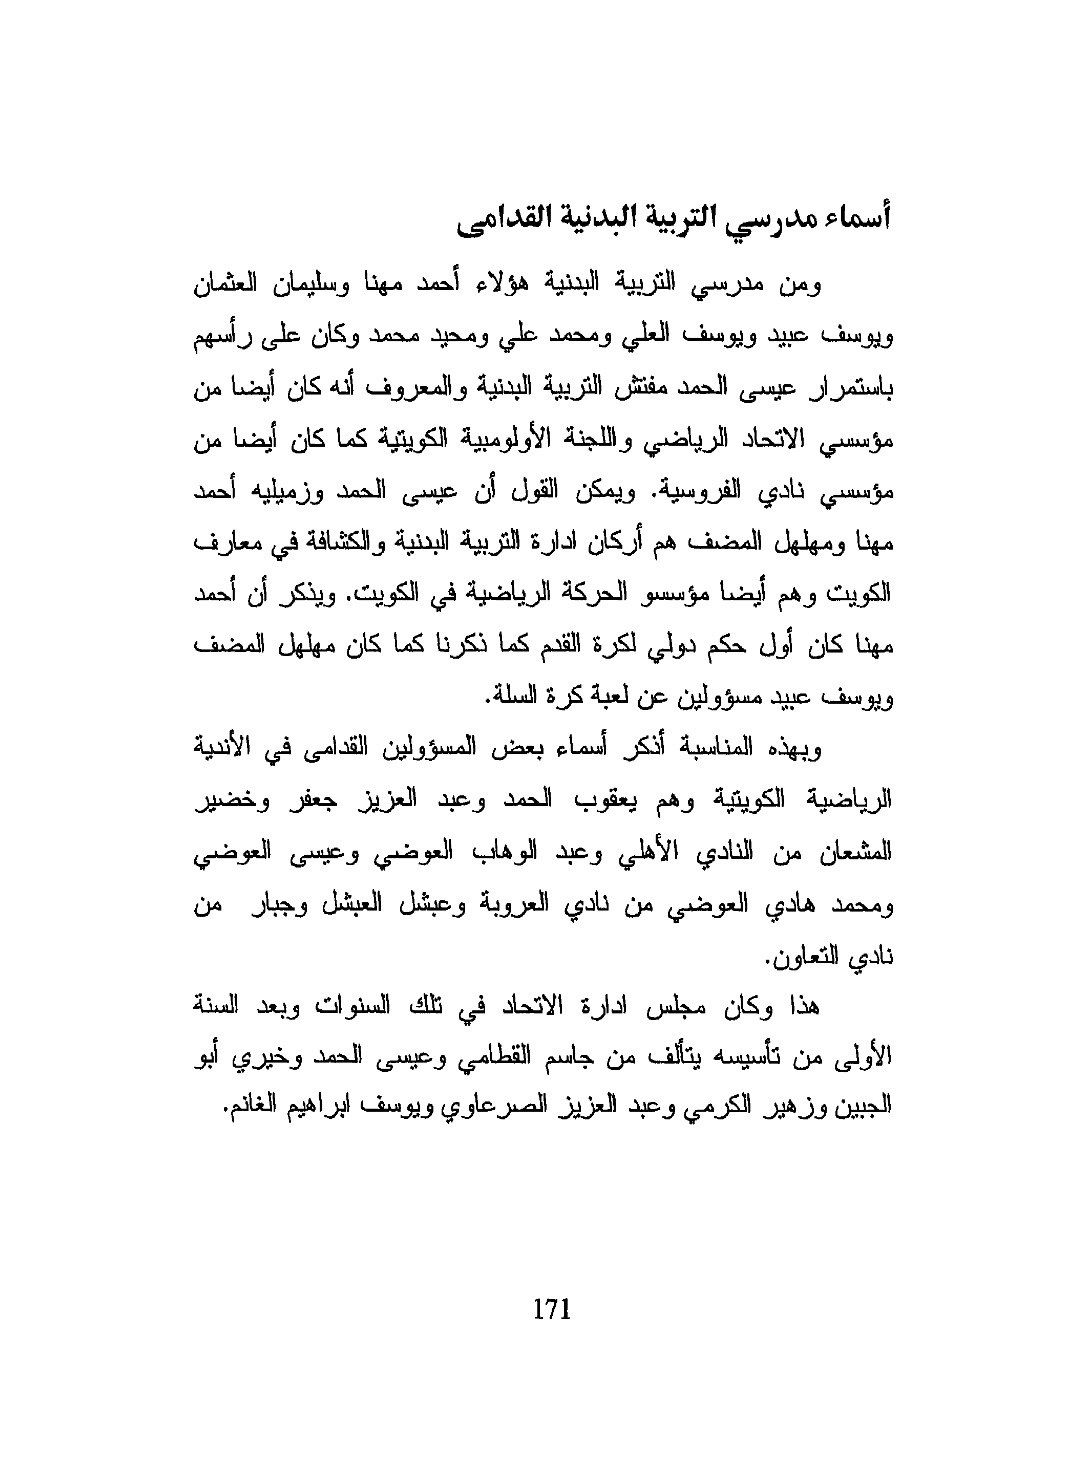 أسماء مدرسي التربية البدنية القدامى
ومن مدرسي التربية البدنية هؤلاء أحمد مهنا وسليمان العثمان
ويوسف عبيد ويوسف العلي ومحمد علي ومحيد محمد وكان على رأسهم
باستمرار عيسى الحمد مفتش التربية البدنية والمعروف أنه كان أيضا من
مؤسسي الاتحاد الرياضي واللجنة الأولومبية الكويتية كما كان أيضا من
مؤسسي نادي الفروسية. ويمكن القول أن عيسى الحمد وزميليه أحمد
مهنا ومهلهل المضف هم أركان ادارة التربية البدنية والكشافة في معارف
الكويت وهم أيضا مؤسسو الحركة الرياضية في الكويت. ويذكر أن أحمد
مهنا كان أول حكم دولي لكرة القدم كما ذكرنا كما كان مهلهل المضف
ويوسف عبيد مسؤولين عن لعبة كرة السلة.
وبهذه المناسبة أذكر أسماء بعض المسؤولين القدامى في الأندية
الرياضية الكويتية وهم يعقوب الحمد وعبد العزيز جعفر وخضير
المشعان من النادي الأهلي وعبد الوهاب العوضي وعيسى العوضي
ومحمد هادي العوضي من نادي العروبة وعبشل العبشل وجبار من
نادي التعاون.
هذا وكان مجلس ادارة الاتحاد في تلك السنوات وبعد السنة
الأولى من تأسيسه يتألف من جاسم القطامي وعيسى الحمد وخيري أبو
الجبين وزهير الكرمي وعبد العزيز الصرعاوي ويوسف ابراهيم الغانم.
171